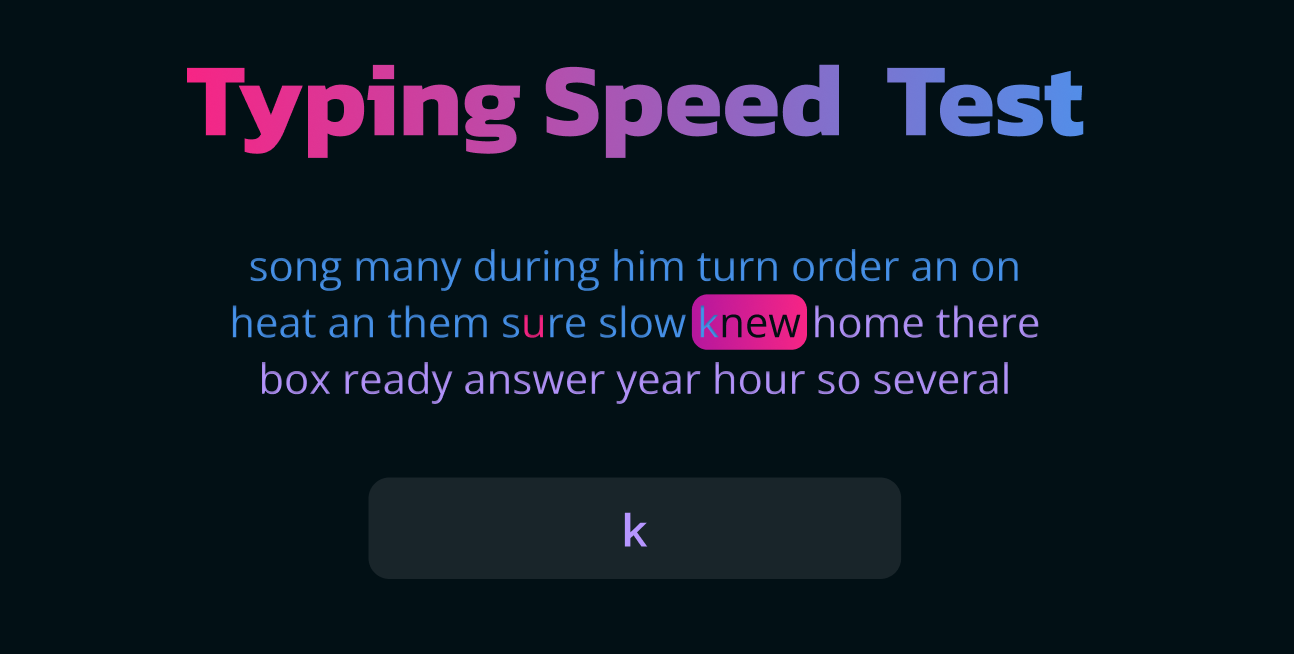 Typing Speed Test
song many during him turn order an on
heat an them sure slow knew home there
box ready answer year hour so several
k